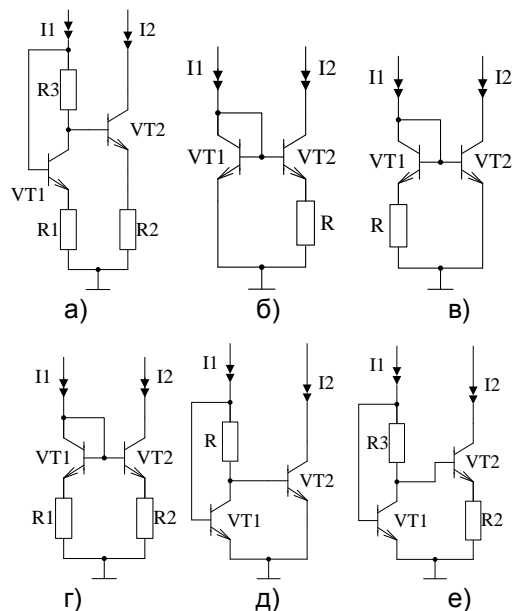 I1 I2
R3
VT2
VT1
R1 R2
а)
I1 I2
VT1 VT2
R
б)
I1 I2
VT1 VT2
R
в)
I1 I2
VT1 VT2
R1 R2
г)
I1 I2
R
VT2
VT1
д)
I1 I2
R3
VT2
VT1 R2
е)